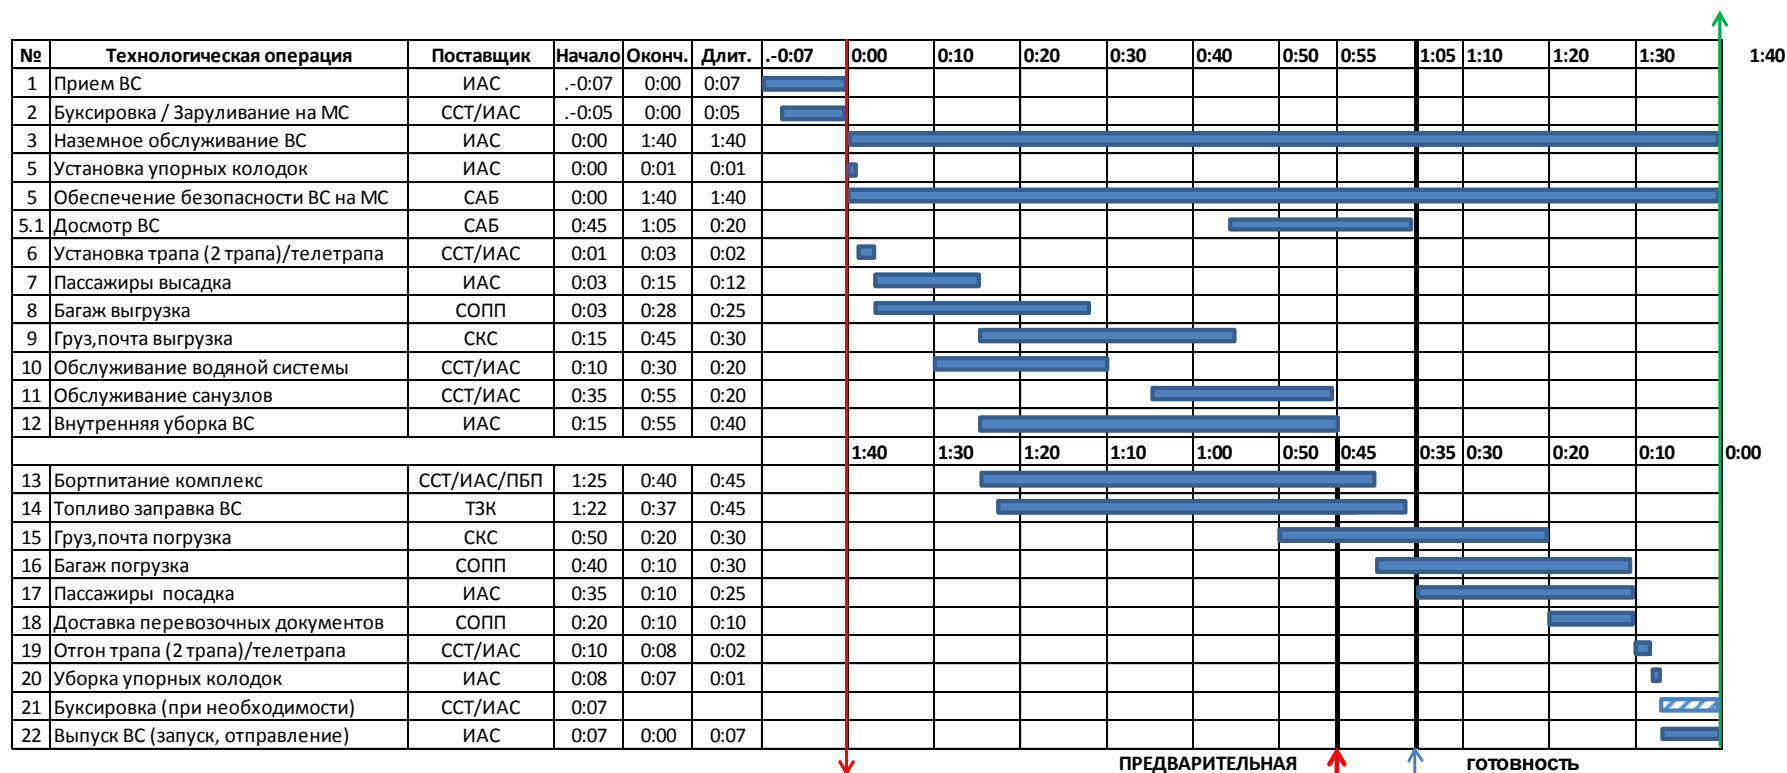 № Технологическая операция Поставщик Начало Оконч. Длит. .-0:07 0:00 0:10 0:20 0:30 0:40 0:50 0:55 1:05 1:10 1:20 1:30 1:40
1 Прием ВС ИАС .-0:07 0:00 0:07
2 Буксировка / Заруливание на МС ССТ/ИАС .-0:05 0:00 0:05
3 Наземное обслуживание ВС ИАС 0:00 1:40 1:40
5 Установка упорных колодок ИАС 0:00 0:01 0:01
5 Обеспечение безопасности ВС на МС САБ 0:00 1:40 1:40
5.1 Досмотр ВС САБ 0:45 1:05 0:20
6 Установка трапа (2 трапа)/телетрапа ССТ/ИАС 0:01 0:03 0:02
7 Пассажиры высадка ИАС 0:03 0:15 0:12
8 Багаж выгрузка СОПП 0:03 0:28 0:25
9 Груз,почта выгрузка СКС 0:15 0:45 0:30
10 Обслуживание водяной системы ССТ/ИАС 0:10 0:30 0:20
11 Обслуживание санузлов ССТ/ИАС 0:35 0:55 0:20
12 Внутренняя уборка ВС ИАС 0:15 0:55 0:40
1:40 1:30 1:20 1:10 1:00 0:50 0:45 0:35 0:30 0:20 0:10 0:00
13 Бортпитание комплекс ССТ/ИАС/ПБП 1:25 0:40 0:45
14 Топливо заправка ВС ТЗК 1:22 0:37 0:45
15 Груз,почта погрузка СКС 0:50 0:20 0:30
16 Багаж погрузка СОПП 0:40 0:10 0:30
17 Пассажиры посадка ИАС 0:35 0:10 0:25
18 Доставка перевозочных документов СОПП 0:20 0:10 0:10
19 Отгон трапа (2 трапа)/телетрапа ССТ/ИАС 0:10 0:08 0:02
20 Уборка упорных колодок ИАС 0:08 0:07 0:01
21 Буксировка (при необходимости) ССТ/ИАС 0:07
22 Выпуск ВС (запуск, отправление) ИАС 0:07 0:00 0:07
ПРЕДВАРИТЕЛЬНАЯ готовность